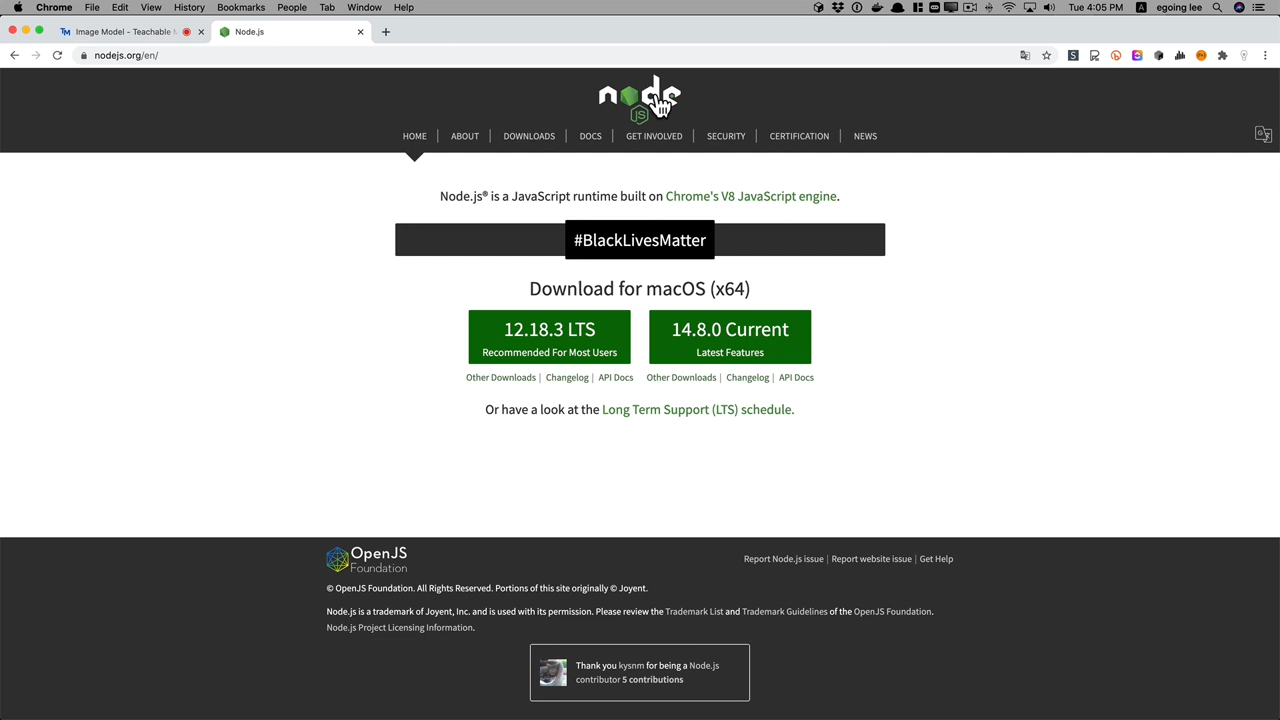 Chrome File Edit View History Bookmarks People Tab Window Help Tue 4:05 PM A egoing lee
Image Model - Teachable M Node.js
nodejs.org/en/
node
JS
HOME ABOUT DOWNLOADS DOCS GET INVOLVED SECURITY CERTIFICATION NEWS
Node.js® is a JavaScript runtime built on Chrome's V8 JavaScript engine.
#BlackLivesMatter
Download for macOS (x64)
12.18.3 LTS 14.8.0 Current
Recommended For Most Users Latest Features
Other Downloads | Changelog | API Docs Other Downloads | Changelog | API Docs
Or have a look at the Long Term Support (LTS) schedule.
OpenJS
Foundation
Report Node.js issue | Report website issue | Get Help
© OpenJS Foundation. All Rights Reserved. Portions of this site originally © Joyent.
Node.js is a trademark of Joyent, Inc. and is used with its permission. Please review the Trademark List and Trademark Guidelines of the OpenJS Foundation.
Node.js Project Licensing Information.
Thank you kysnm for being a Node.js
contributor 5 contributions